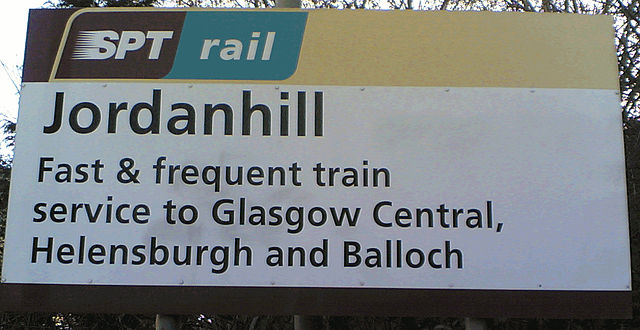 SPT rail
Jordanhill
Fast & frequent train
service to Glasgow Central,
Helensburgh and Balloch